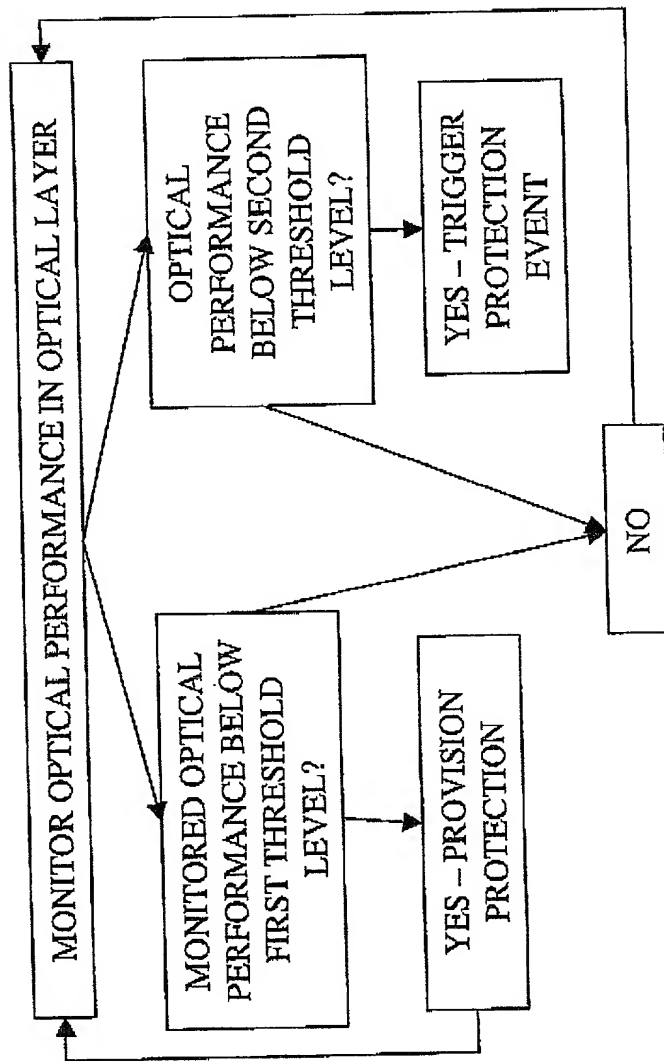 MONITOR OPTICAL PERFORMANCE IN OPTICAL LAYER
MONITORED OPTICAL
PERFORMANCE BELOW
FIRST THRESHOLD
LEVEL?
OPTICAL
PERFORMANCE
BELOW SECOND
THRESHOLD
LEVEL?
YES – PROVISION
PROTECTION
YES – TRIGGER
PROTECTION
EVENT
NO